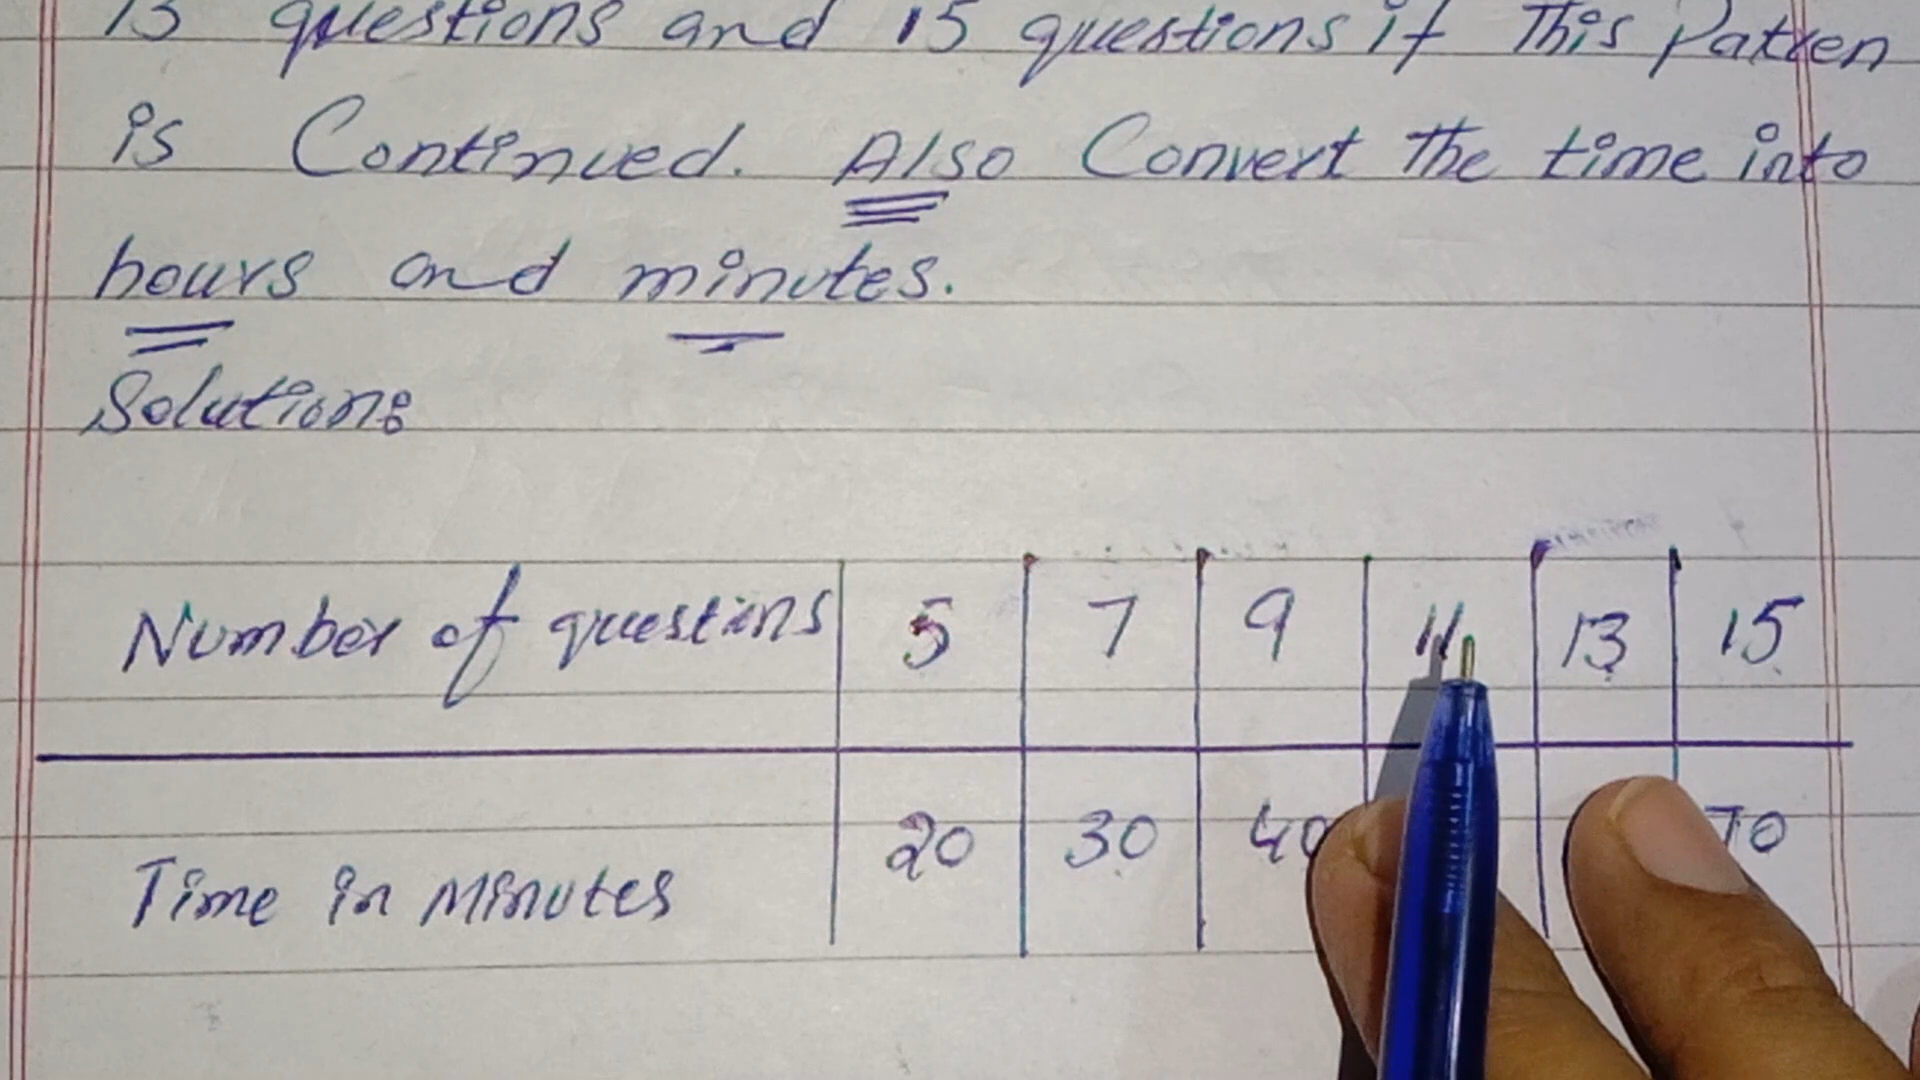 13 questions and 15 questions if This Patten
is Continued. Also Convert The time into
hours and minutes.
Solution:
Number of questins 5 7 9 11 13 15
Time in Minutes 20 30 40 70